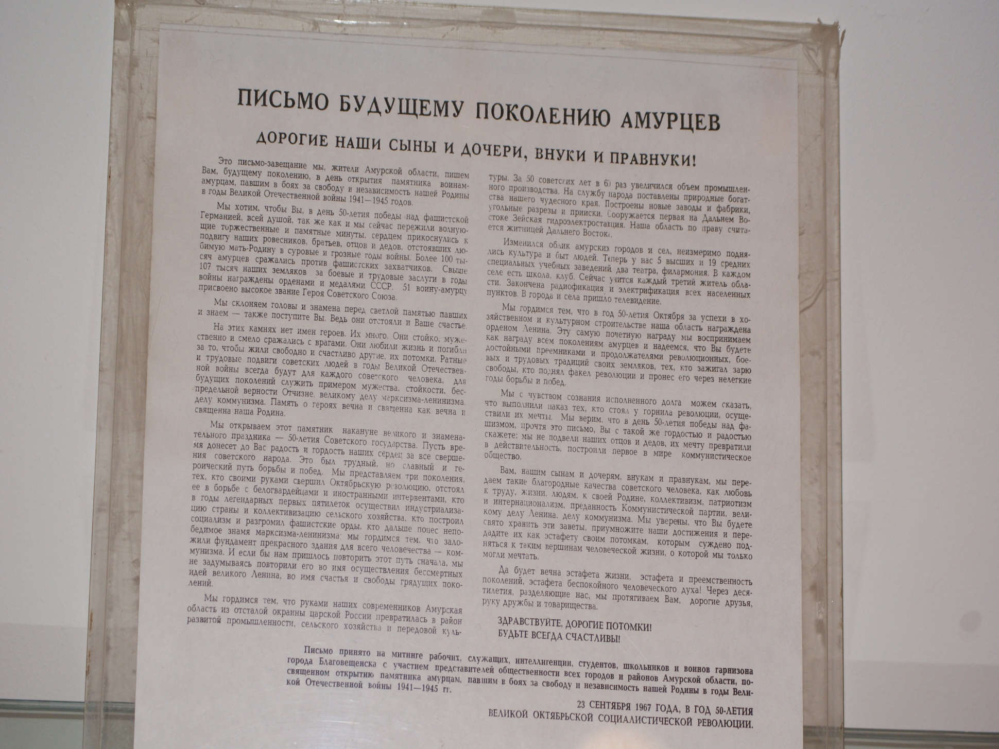 ПИСЬМО БУДУЩЕМУ ПОКОЛЕНИЮ АМУРЦЕВ
ДОРОГИЕ НАШИ СЫНЫ И ДОЧЕРИ, ВНУКИ И ПРАВНУКИ!
Это письмо-завещание мы, жители Амурской области, пишем
Вам, будущему поколению, в день открытия памятника воинам-
амурцам, павшим в боях за свободу и независимость нашей Родины
в годы Великой Отечественной войны 1941—1945 годов.
Мы хотим, чтобы Вы, в день 50-летия победы над фашистской
Германией, всей душой, так же как и мы сейчас пережили волную-
щие торжественные и памятные минуты, сердцем прикоснулись к
подвигу наших ровесников, братьев, отцов и дедов, отстоявших лю-
бимую мать-Родину в суровые и грозные годы войны. Более 100 ты-
сяч амурцев сражались против фашистских захватчиков. Свыше
107 тысяч наших земляков за боевые и трудовые заслуги в годы
войны награждены орденами и медалями СССР. 51 воину-амурцу
присвоено высокое звание Героя Советского Союза.
Мы склоняем головы и знамена перед светлой памятью павших
и знаем — также поступите Вы. Ведь они отстояли и Ваше счастье.
На этих камнях нет имен героев. Их много. Они стойко, муже-
ственно и смело сражались с врагами. Они любили жизнь и погибли
за то, чтобы жили свободно и счастливо другие, их потомки. Ратные
и трудовые подвиги советских людей в годы Великой Отечествен-
ной войны всегда будут для каждого советского человека, для
будущих поколений служить примером мужества, стойкости, бес-
предельной верности Отчизне, великому делу марксизма-ленинизма,
делу коммунизма. Память о героях вечна и священна как вечна и
священна наша Родина.
Мы открываем этот памятник накануне великого и знамена-
тельного праздника — 50-летия Советского государства. Пусть вре-
мя донесет до Вас радость и гордость наших сердец за все сверше-
ния советского народа. Это был трудный, но славный и ге-
роический путь борьбы и побед. Мы представляем три поколения,
тех, кто своими руками свершил Октябрьскую революцию, отстоял
ее в борьбе с белогвардейцами и иностранными интервентами, кто
в годы легендарных первых пятилеток осуществил индустриализа-
цию страны и коллективизацию сельского хозяйства, кто построил
социализм и разгромил фашистские орды, кто дальше понес непо-
бедимое знамя марксизма-ленинизма: мы гордимся тем, что зало-
жили фундамент прекрасного здания для всего человечества — ком-
мунизма. И если бы нам пришлось повторить этот путь сначала, мы
не задумываясь повторили его во имя осуществления бессмертных
идей великого Ленина, во имя счастья и свободы грядущих поко-
лений.
Мы гордимся тем, что руками наших современников Амурская
область из отсталой окраины царской России превратилась в район
развитой промышленности, сельского хозяйства и передовой куль-
туры. За 50 советских лет в 60 раз увеличился объем промышлен-
ного производства. На службу народа поставлены природные богат-
ства нашего чудесного края. Построены новые заводы и фабрики,
угольные разрезы и прииски. Сооружается первая на Дальнем Во-
стоке Зейская гидроэлектростанция. Наша область по праву счита-
ется житницей Дальнего Востока.
Изменился облик амурских городов и сел, неизмеримо подня-
лись культура и быт людей. Теперь у нас 5 высших и 19 средних
специальных учебных заведений, два театра, филармония. В каждом
селе есть школа, клуб. Сейчас учится каждый третий житель обла-
сти. Закончена радиофикация и электрификация всех населенных
пунктов. В города и села пришло телевидение.
Мы гордимся тем, что в год 50-летия Октября за успехи в хо-
зяйственном и культурном строительстве наша область награждена
орденом Ленина. Эту самую почетную награду мы воспринимаем
как награду всем поколениям амурцев и надеемся, что Вы будете
достойными преемниками и продолжателями революционных, бое-
вых и трудовых традиций своих земляков, тех, кто зажигал зарю
свободы, кто поднял факел революции и пронес его через нелегкие
годы борьбы и побед.
Мы с чувством сознания исполненного долга можем сказать,
что выполнили наказ тех, кто стоял у горнила революции, осуще-
ствили их мечты. Мы верим, что в день 50-летия победы над фа-
шизмом, прочтя это письмо, Вы с такой же гордостью и радостью
скажете: мы не подвели наших отцов и дедов, их мечту превратили
в действительность, построили первое в мире коммунистическое
общество.
Вам, нашим сынам и дочерям, внукам и правнукам, мы пере-
даем такие благородные качества советского человека, как любовь
к труду, жизни, людям, к своей Родине, коллективизм, патриотизм
и интернационализм, преданность Коммунистической партии, вели-
кому делу Ленина, делу коммунизма. Мы уверены, что Вы будете
свято хранить эти заветы, приумножите наши достижения и пере-
дадите их как эстафету своим потомкам, которым суждено под-
няться к таким вершинам человеческой жизни, о которой мы только
могли мечтать.
Да будет вечна эстафета жизни, эстафета и преемственность
поколений, эстафета беспокойного человеческого духа! Через деся-
тилетия, разделяющие нас, мы протягиваем Вам, дорогие друзья,
руку дружбы и товарищества.
ЗДРАВСТВУЙТЕ, ДОРОГИЕ ПОТОМКИ!
БУДЬТЕ ВСЕГДА СЧАСТЛИВЫ!
Письмо принято на митинге рабочих, служащих, интеллигенции, студентов, школьников и воинов гарнизона
города Благовещенска с участием представителей общественности всех городов и районов Амурской области, по-
священном открытию памятника амурцам, павшим в боях за свободу и независимость нашей Родины в годы Вели-
кой Отечественной войны 1941—1945 гг.
23 СЕНТЯБРЯ 1967 ГОДА, В ГОД 50-ЛЕТИЯ
ВЕЛИКОЙ ОКТЯБРЬСКОЙ СОЦИАЛИСТИЧЕСКОЙ РЕВОЛЮЦИИ.